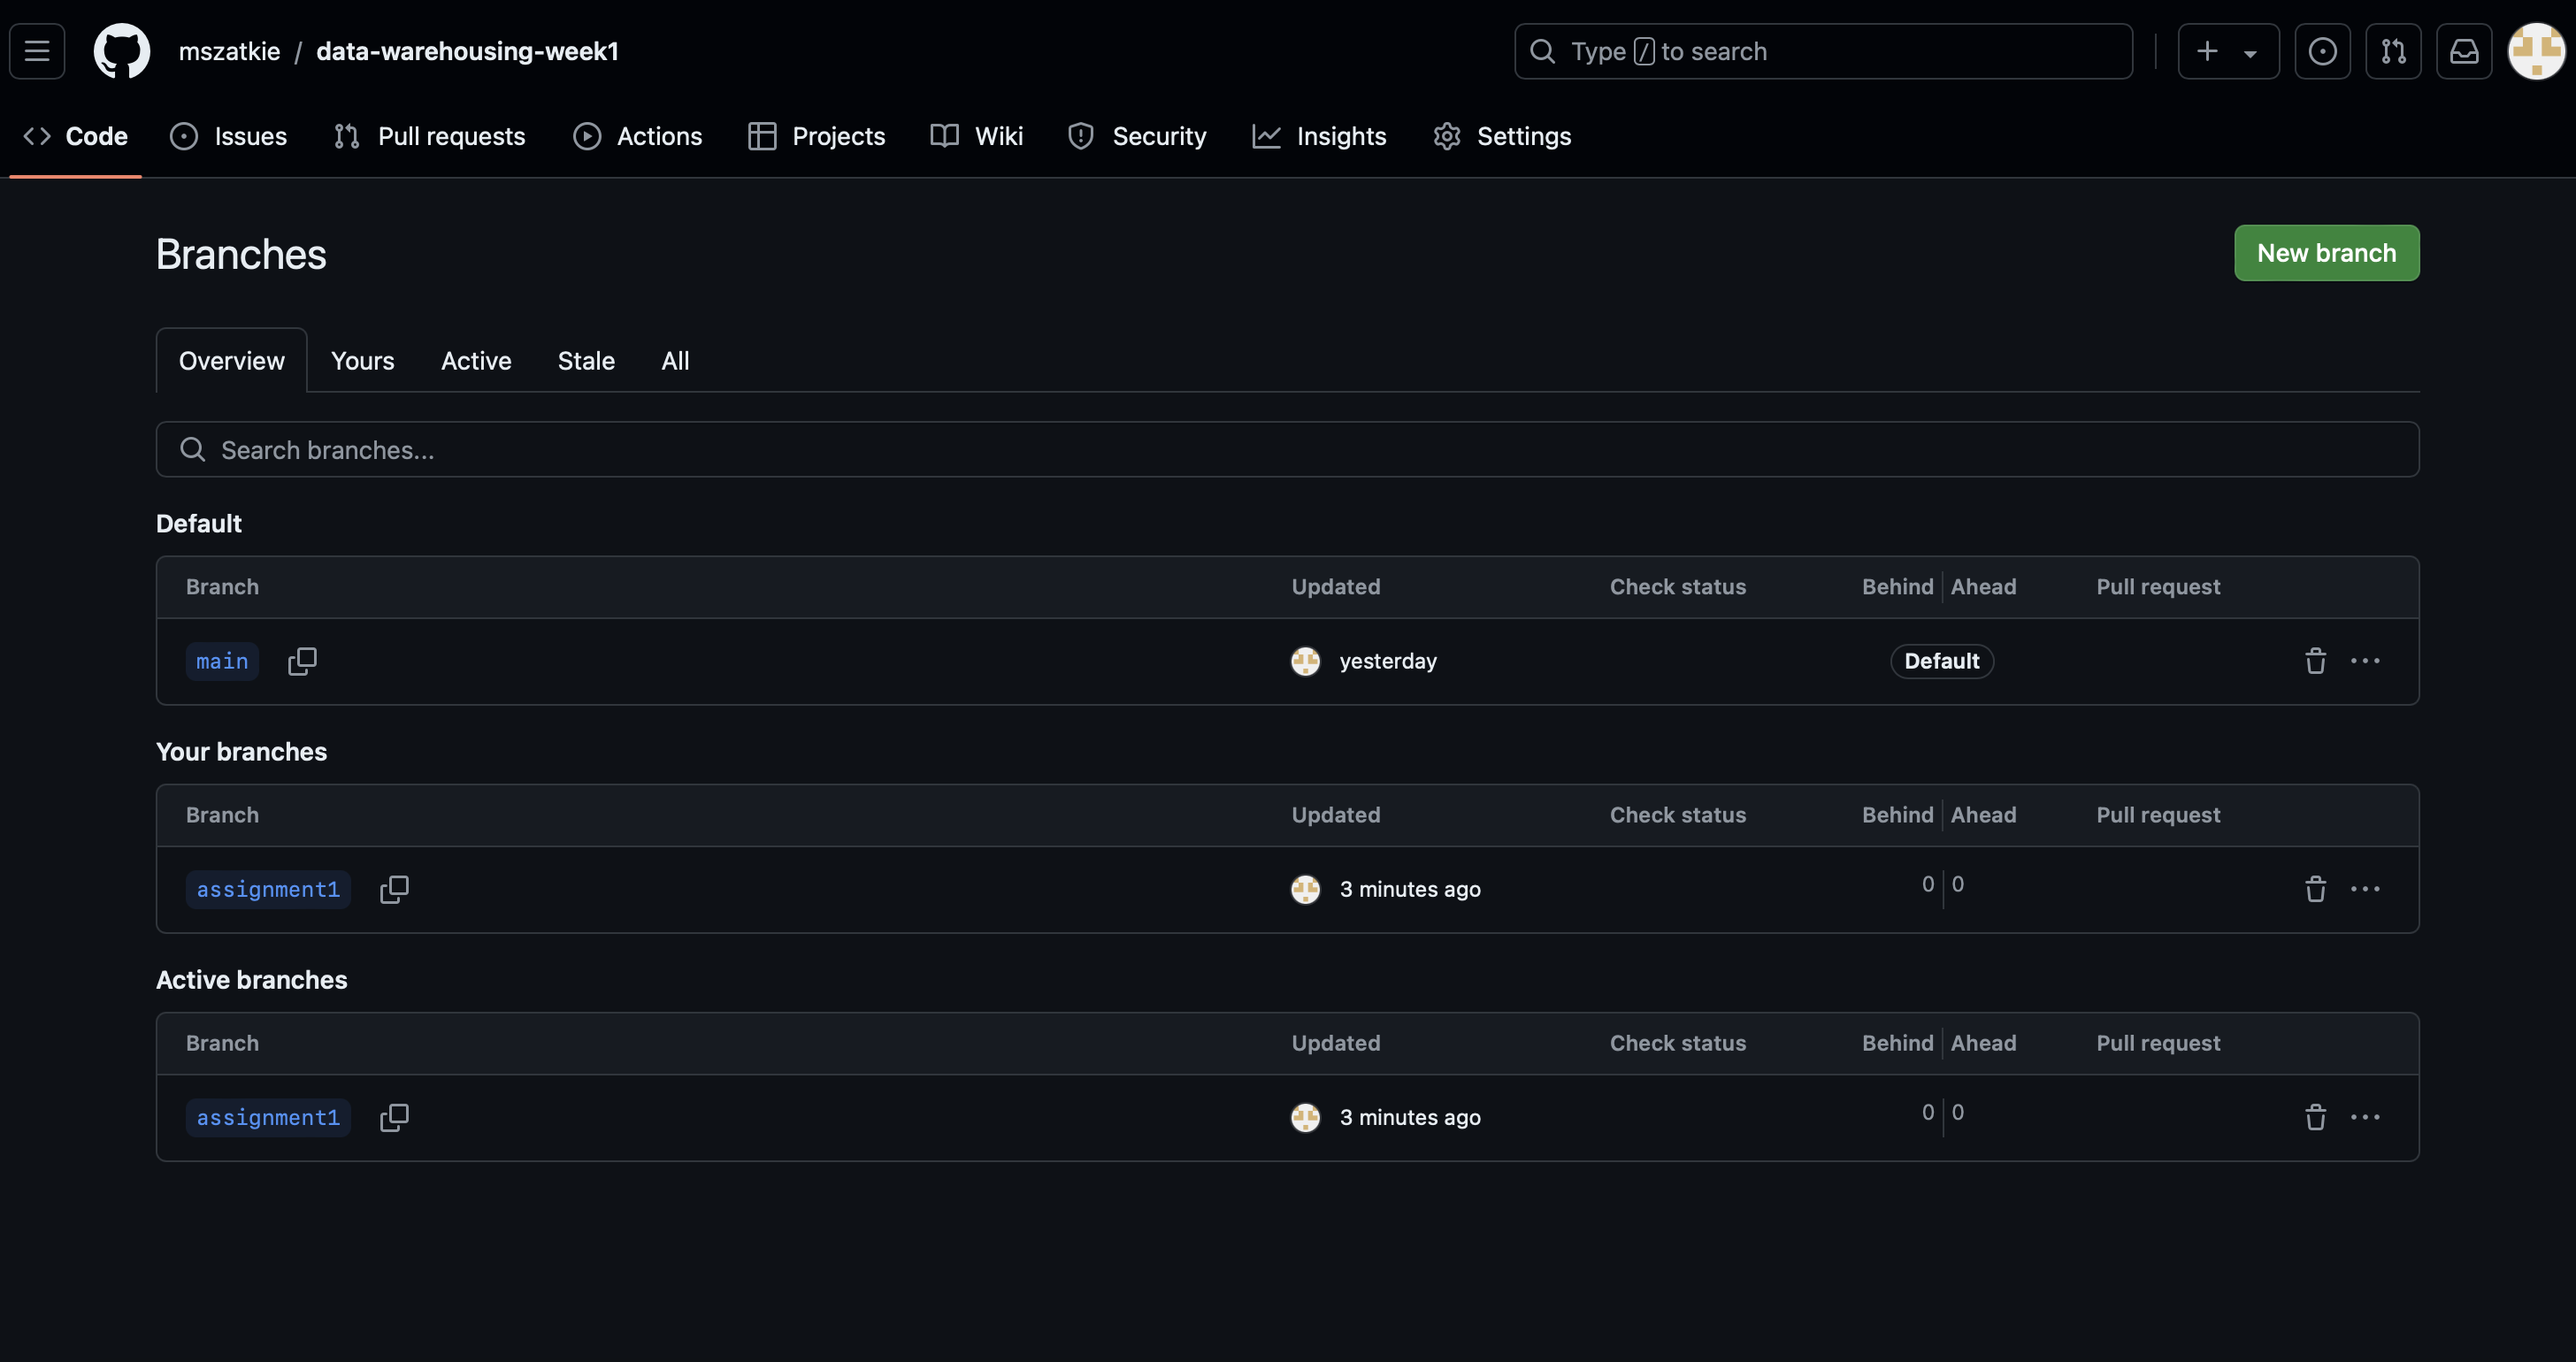 mszatkie / data-warehousing-week1
Type / to search
Code Issues Pull requests Actions Projects Wiki Security Insights Settings
Branches
New branch
Overview Yours Active Stale All
Search branches...
Default
Branch Updated Check status Behind Ahead Pull request
main yesterday Default
Your branches
Branch Updated Check status Behind Ahead Pull request
assignment1 3 minutes ago 0 0
Active branches
Branch Updated Check status Behind Ahead Pull request
assignment1 3 minutes ago 0 0